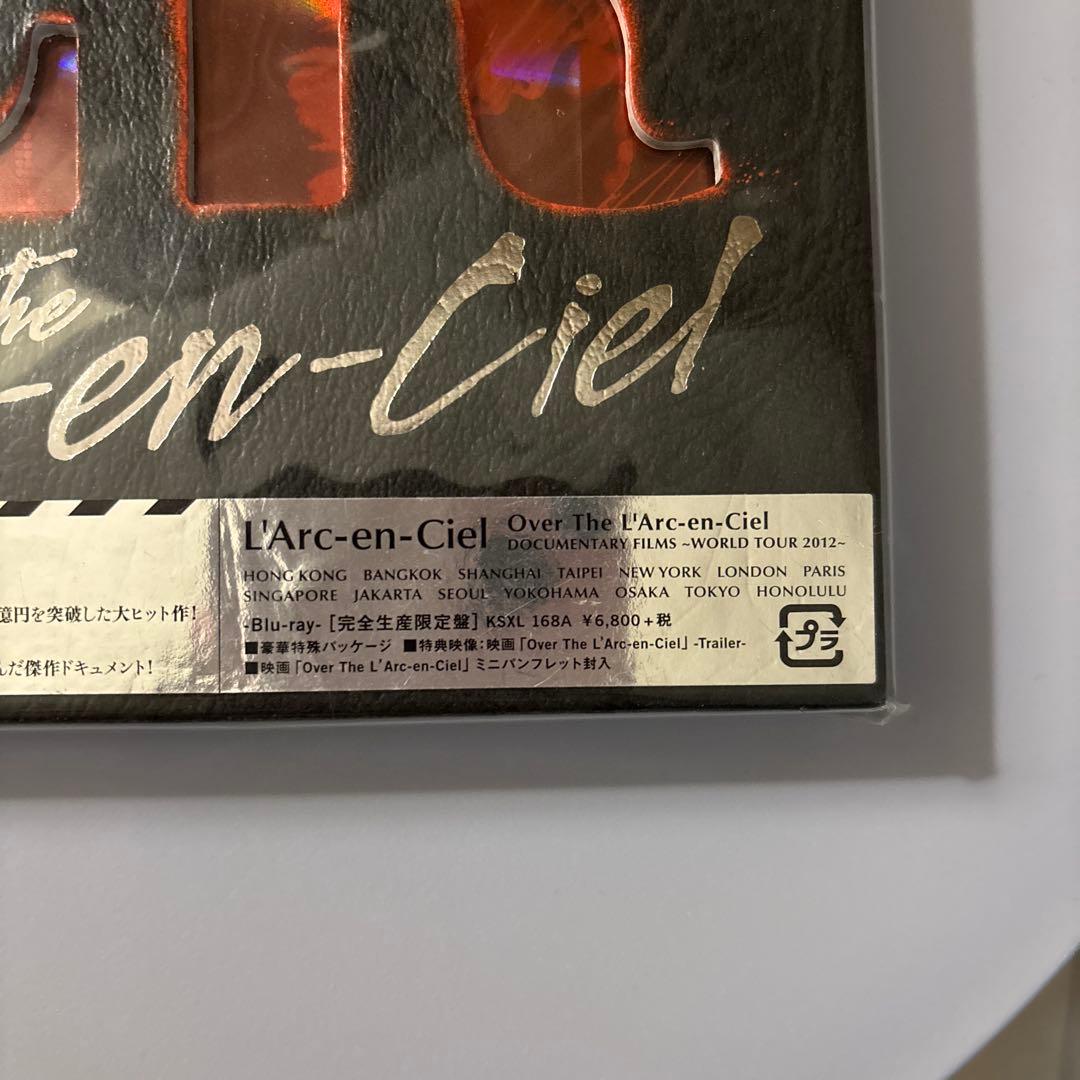 the
-en-Ciel
億円を突破した大ヒット作!
んだ傑作ドキュメント!
L'Arc-en-Ciel Over The L'Arc-en-Ciel
DOCUMENTARY FILMS ~WORLD TOUR 2012~
HONG KONG BANGKOK SHANGHAI TAIPEI NEW YORK LONDON PARIS
SINGAPORE JAKARTA SEOUL YOKOHAMA OSAKA TOKYO HONOLULU
-Blu-ray- [完全生産限定盤] KSXL 168A ¥6,800+税
■豪華特殊パッケージ ■特典映像:映画「Over The L'Arc-en-Ciel」-Trailer-
■映画「Over The L'Arc-en-Ciel」ミニパンフレット封入
プラ